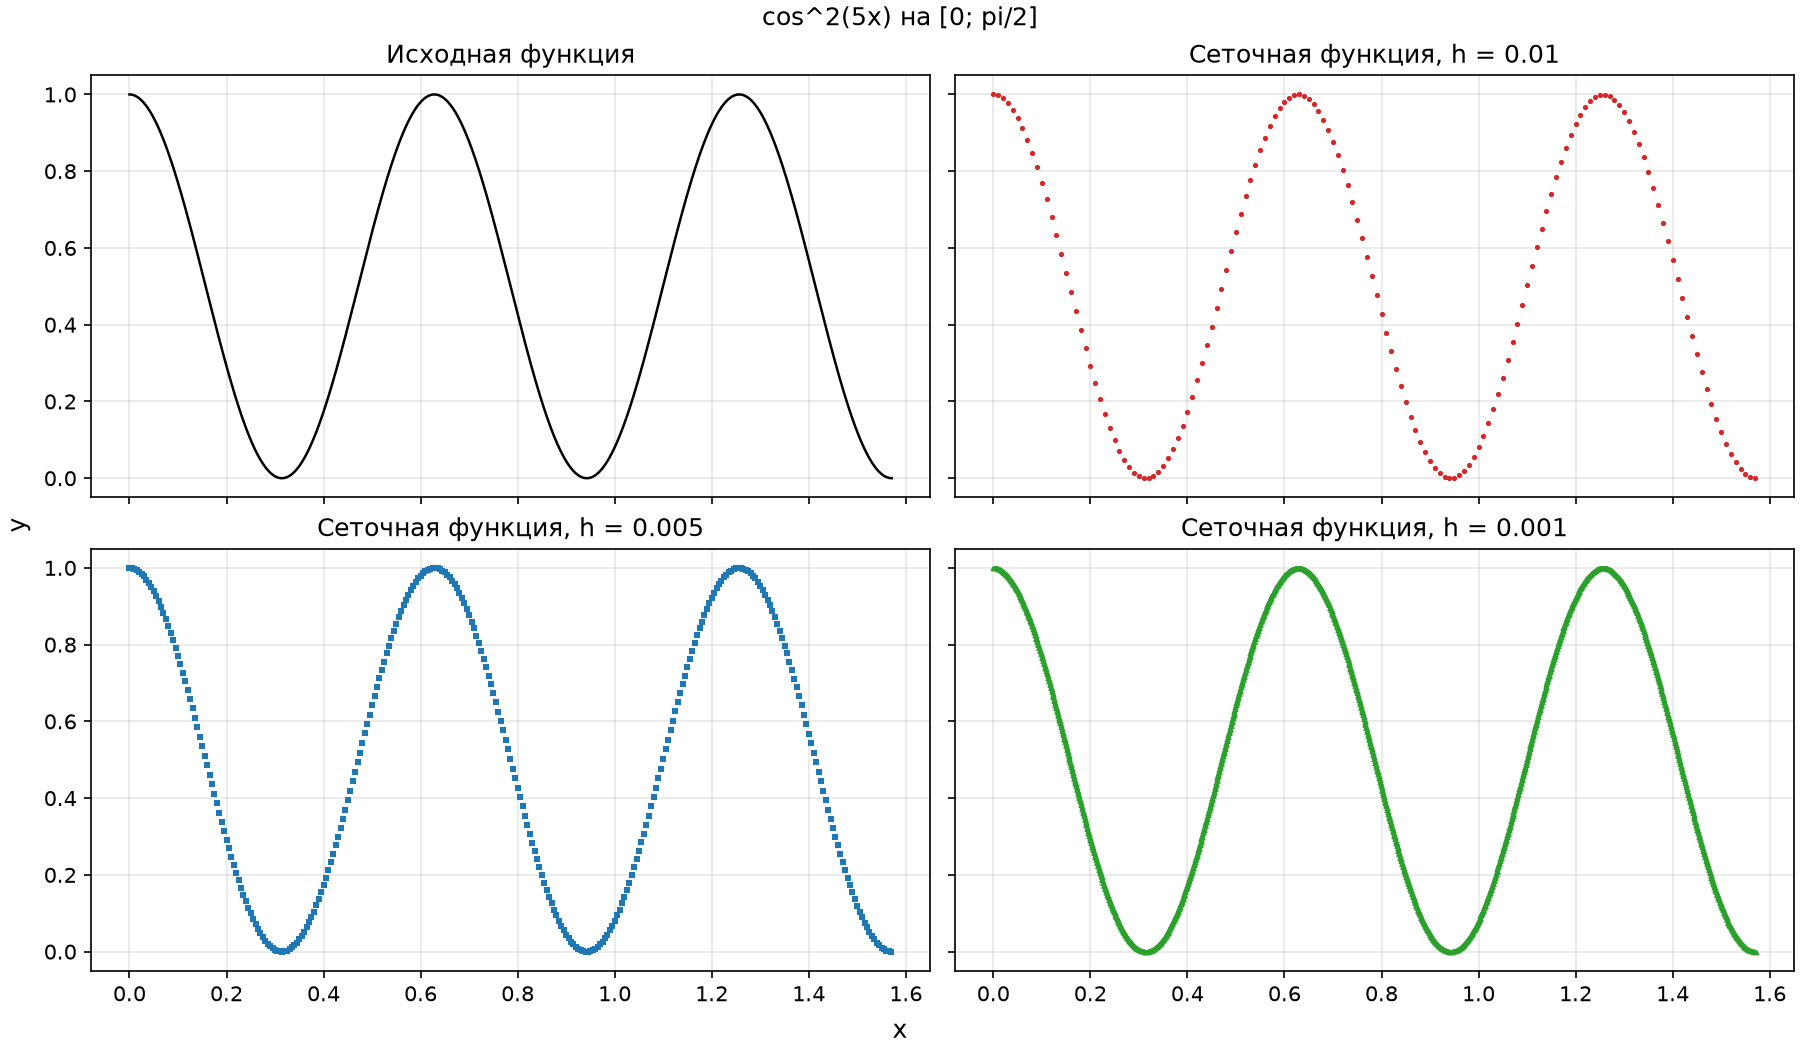 cos^2(5x) на [0; pi/2]
Исходная функция
Сеточная функция, h = 0.01
1.0
0.8
0.6
0.4
0.2
0.0
y
Сеточная функция, h = 0.005
Сеточная функция, h = 0.001
1.0
0.8
0.6
0.4
0.2
0.0
0.0 0.2 0.4 0.6 0.8 1.0 1.2 1.4 1.6
0.0 0.2 0.4 0.6 0.8 1.0 1.2 1.4 1.6
x